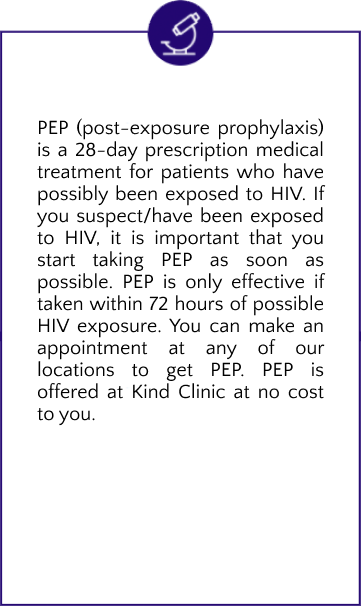 PEP (post-exposure prophylaxis)
is a 28-day prescription medical
treatment for patients who have
possibly been exposed to HIV. If
you suspect/have been exposed
to HIV, it is important that you
start taking PEP as soon as
possible. PEP is only effective if
taken within 72 hours of possible
HIV exposure. You can make an
appointment at any of our
locations to get PEP. PEP is
offered at Kind Clinic at no cost
to you.